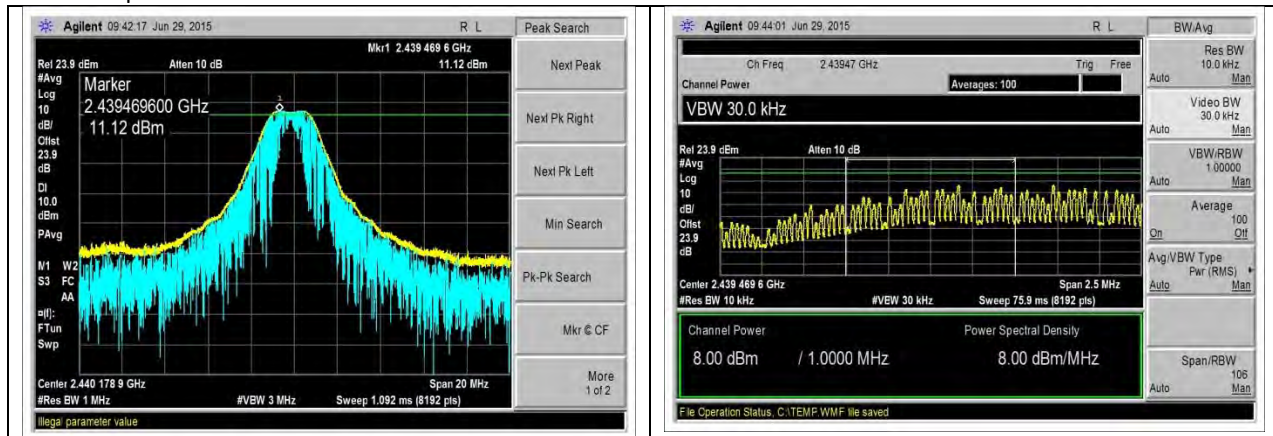 Agilent 09:42:17 Jun 29, 2015 R L
Peak Search
Mkr1 2.439 469 6 GHz
Ref 23.9 dBm Atten 10 dB 11.12 dBm
#Avg
Log
10
dB/
Offst
23.9
dB
DI
10.0
dBm
PAvg
M1 W2
S3 FC
AA
¤(f):
FTun
Swp
Marker
2.439469600 GHz
11.12 dBm
1
Center 2.440 178 9 GHz Span 20 MHz
#Res BW 1 MHz #VBW 3 MHz Sweep 1.092 ms (8192 pts)
Illegal parameter value
Next Peak
Next Pk Right
Next Pk Left
Min Search
Pk-Pk Search
Mkr © CF
More
1 of 2
Agilent 09:44:01 Jun 29, 2015 R L
BW/Avg
Ch Freq 2.43947 GHz Trig Free
Channel Power Averages: 100
VBW 30.0 kHz
Ref 23.9 dBm Atten 10 dB
#Avg
Log
10
dB/
Offst
23.9
dB
Center 2.439 469 6 GHz Span 2.5 MHz
#Res BW 10 kHz #VBW 30 kHz Sweep 75.9 ms (8192 pts)
Channel Power Power Spectral Density
8.00 dBm / 1.0000 MHz 8.00 dBm/MHz
File Operation Status, C:\TEMP.WMF file saved
Res BW
10.0 kHz
Auto Man
Video BW
30.0 kHz
Auto Man
VBW/RBW
1.00000
Auto Man
Average
100
On Off
Avg/VBW Type
Pwr (RMS)
Auto Man
Span/RBW
106
Auto Man